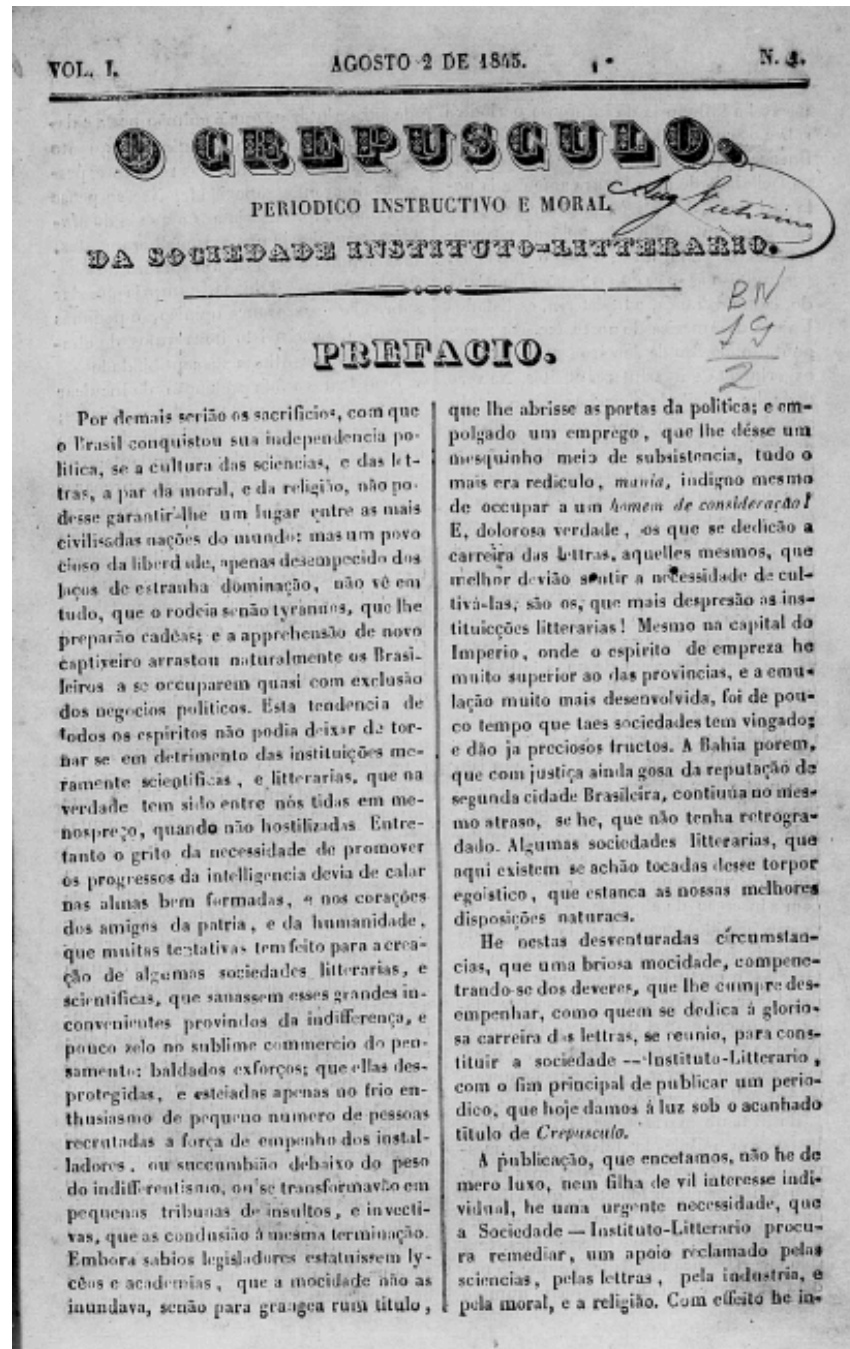 VOL. I.
AGOSTO 2 DE 1845.
N. 1.
O CREPUSCULO.
PERIODICO INSTRUCTIVO E MORAL
DA SOCIEDADE INSTITUTO-LITTERARIO.
BN
19
2
PREFACIO.
Por demais serião os sacrificios, com que
o Brasil conquistou sua independencia po-
litica, se a cultura das sciencias, e das let-
tras, a par da moral, e da religião, não po-
desse garantir-lhe um lugar entre as mais
civilisadas nações do mundo: mas um povo
cioso da liberdade, apenas desempecido dos
laços de estranha dominação, não vê em
tudo, que o rodeia senão tyrannos, que lhe
preparão cadêas; e a apprehensão de novo
captiveiro arrastou naturalmente os Brasi-
leiros a se occuparem quasi com exclusão
dos negocios politicos. Esta tendencia de
todos os espiritos não podia deixar de tor-
nar se em detrimento das instituições me-
ramente scientificas, e litterarias, que na
verdade tem sido entre nós tidas em me-
nospreço, quando não hostilizadas. Entre-
tanto o grito da necessidade de promover
os progressos da intelligencia devia de calar
nas almas bem formadas, e nos corações
dos amigos da patria, e da humanidade,
que muitas tentativas tem feito para a crea-
ção de algumas sociedades litterarias, e
scientificas, que sanassem esses grandes in-
convenientes provindos da indifferença, e
pouco zelo no sublime commercio do pen-
samento: baldados exforços; que ellas des-
protegidas, e esteiadas apenas no frio en-
thusiasmo de pequeno numero de pessoas
recrutadas a força de empenho dos instal-
ladores, ou succumbião debaixo do peso
do indifferentismo, ou se transformavão em
pequenas tribunas de insultos, e invecti-
vas, que as condusião á mesma terminação.
Embora sabios legisladores estatuissem ly-
cêos e academias, que a mocidade não as
inundava, senão para grangea rum titulo,
que lhe abrisse as portas da politica; e em-
polgado um emprego, que lhe désse um
mesquinho meio de subsistencia, tudo o
mais era rediculo, mania, indigno mesmo
de occupar a um homem de consideração!
E, dolorosa verdade, os que se dedicão a
carreira das lettras, aquelles mesmos, que
melhor devião sentir a necessidade de cul-
tivá-las, são os, que mais despresão as ins-
tituicções litterarias! Mesmo na capital do
Imperio, onde o espirito de empreza he
muito superior ao das provincias, e a emu-
lação muito mais desenvolvida, foi de pou-
co tempo que taes sociedades tem vingado;
e dão ja preciosos fructos. A Bahia porem,
que com justiça ainda gosa da reputação de
segunda cidade Brasileira, continúa no mes-
mo atraso, se he, que não tenha retrogra-
dado. Algumas sociedades litterarias, que
aqui existem se achão tocadas desse torpor
egoistico, que estanca as nossas melhores
disposições naturaes.
He nestas desventuradas circumstan-
cias, que uma briosa mocidade, compene-
trando-se dos deveres, que lhe cumpre des-
empenhar, como quem se dedica á glorio-
sa carreira das lettras, se reunio, para cons-
tituir a sociedade — Instituto-Litterario,
com o fim principal de publicar um perio-
dico, que hoje damos á luz sob o acanhado
titulo de Crepusculo.
A publicação, que encetamos, não he de
mero luxo, nem filha de vil interesse indi-
vidual, he uma urgente necessidade, que
a Sociedade — Instituto-Litterario procu-
ra remediar, um apoio reclamado pelas
sciencias, pelas lettras, pela industria, e
pela moral, e a religião. Com effeito he in-